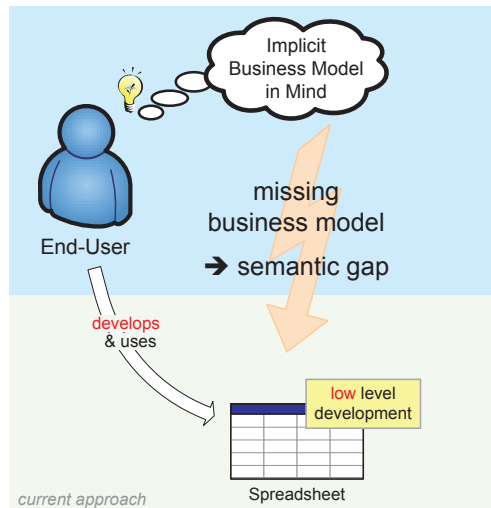 Implicit
Business Model
in Mind
missing
business model
➔ semantic gap
End-User
develops
& uses
low level
development
Spreadsheet
current approach